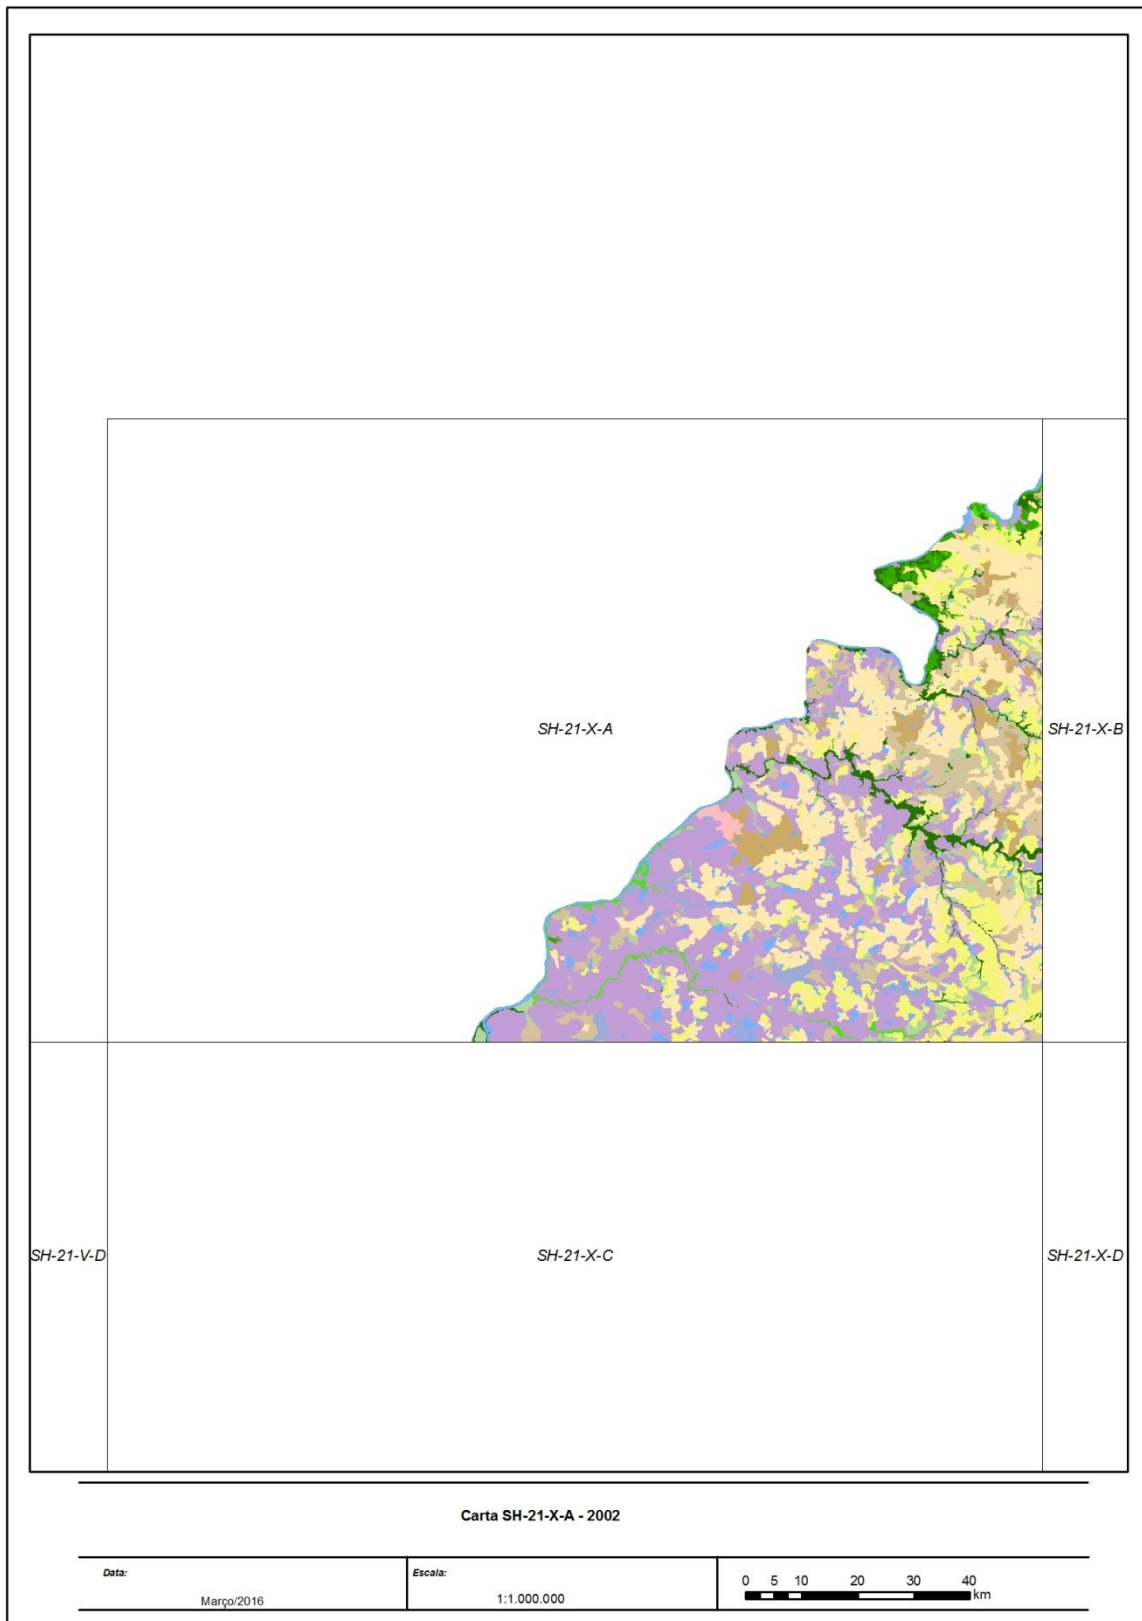 SH-21-X-A
SH-21-X-B
SH-21-V-D
SH-21-X-C
SH-21-X-D
Carta SH-21-X-A - 2002
Data:
Março/2016
Escala:
1:1.000.000
0 5 10 20 30 40
km